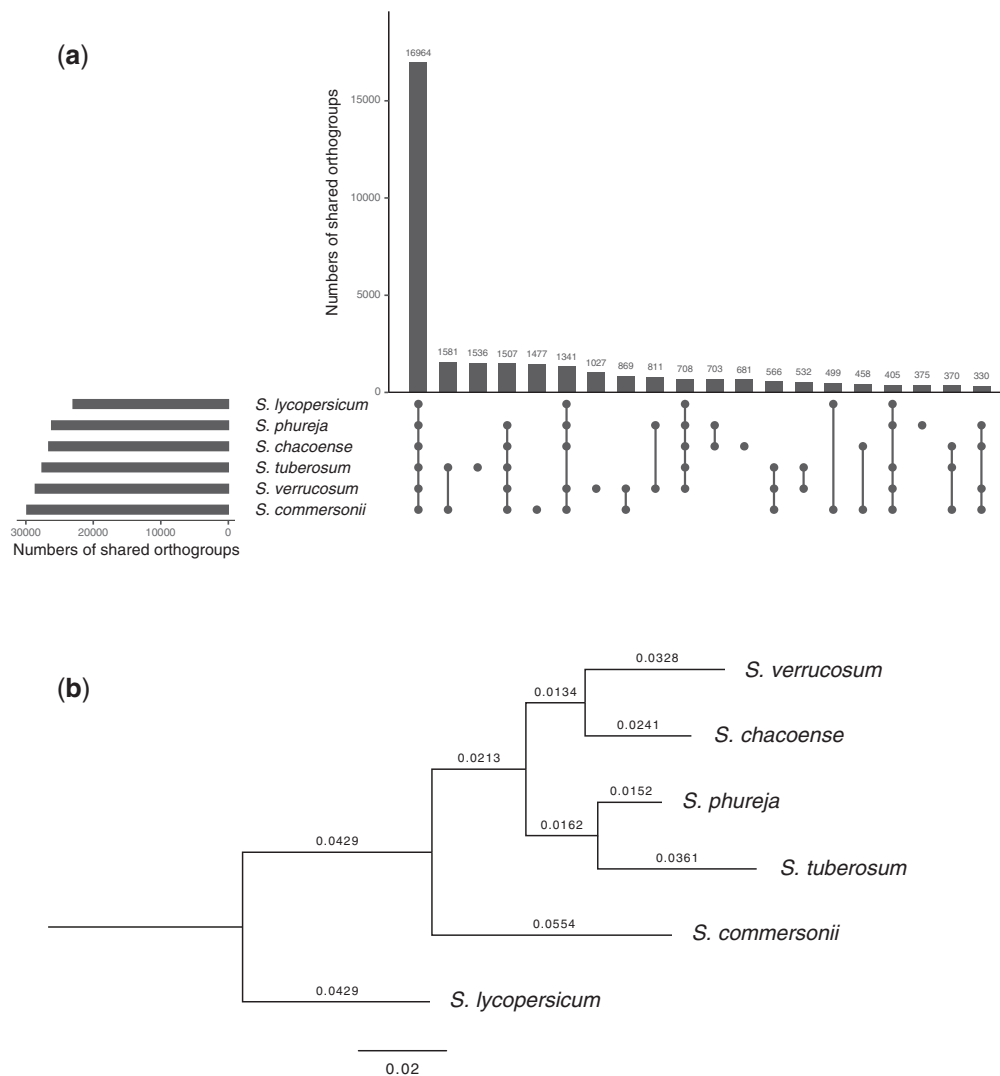 (a)
Numbers of shared orthogroups
15000
10000
5000
0
16964
1581
1536
1507
1477
1341
1027
869
811
708
703
681
566
532
499
458
405
375
370
330
S. lycopersicum
S. phureja
S. chacoense
S. tuberosum
S. verrucosum
S. commersonii
30000 20000 10000 0
Numbers of shared orthogroups
(b)
0.0328
S. verrucosum
0.0134
0.0241
S. chacoense
0.0213
0.0152
S. phureja
0.0162
0.0361
S. tuberosum
0.0429
0.0554
S. commersonii
0.0429
S. lycopersicum
0.02